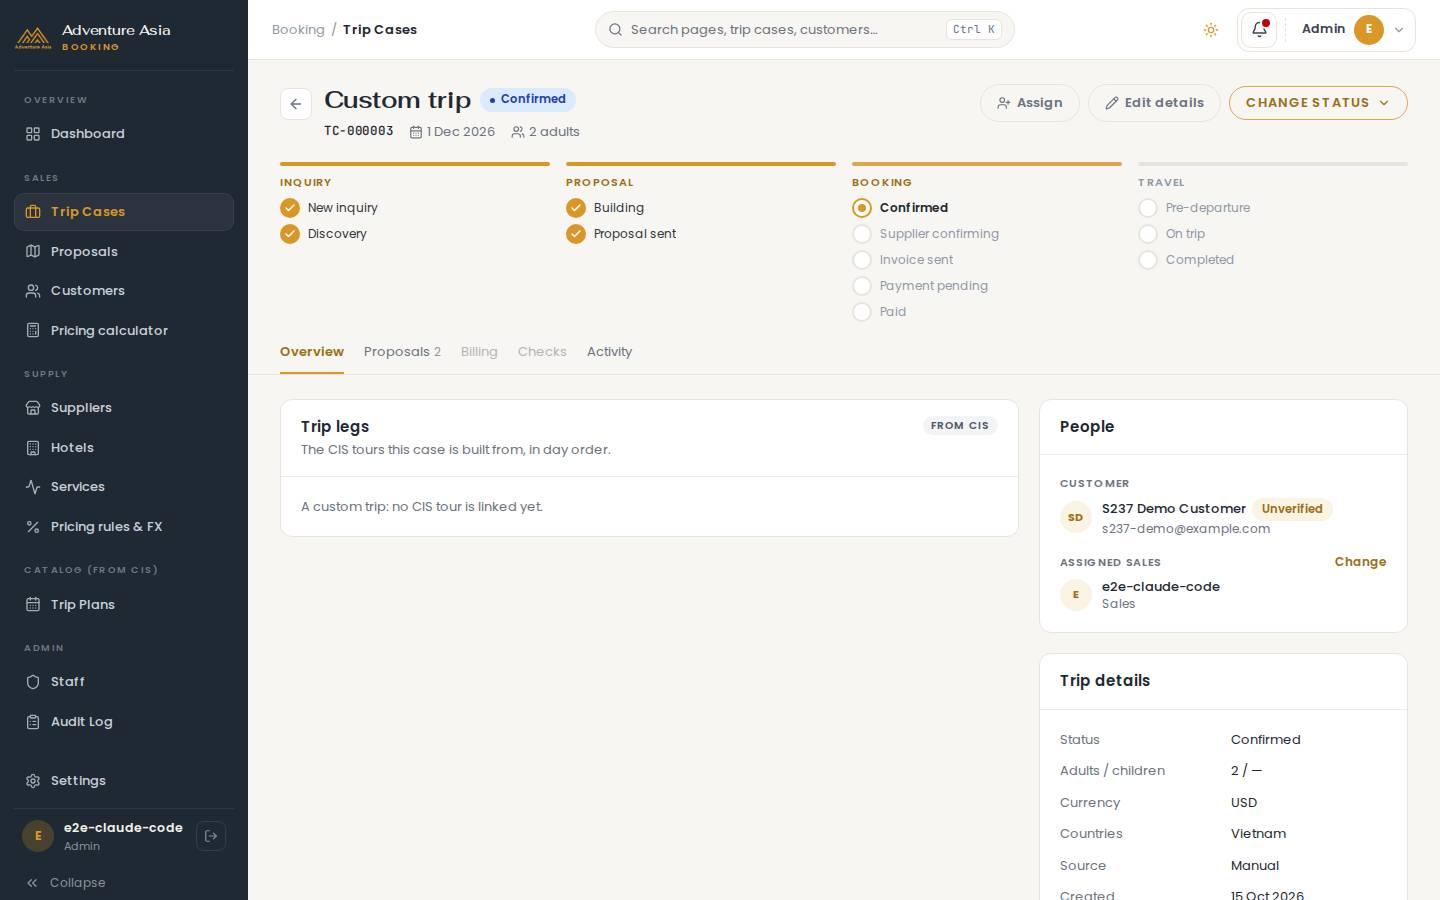 Adventure Asia
BOOKING
OVERVIEW
Dashboard
SALES
Trip Cases
Proposals
Customers
Pricing calculator
SUPPLY
Suppliers
Hotels
Services
Pricing rules & FX
CATALOG (FROM CIS)
Trip Plans
ADMIN
Staff
Audit Log
Settings
E
e2e-claude-code
Admin
Collapse
Booking / Trip Cases
Search pages, trip cases, customers...
Ctrl K
Admin
E
Custom trip
Confirmed
TC-000003
1 Dec 2026
2 adults
Assign
Edit details
CHANGE STATUS
INQUIRY
New inquiry
Discovery
PROPOSAL
Building
Proposal sent
BOOKING
Confirmed
Supplier confirming
Invoice sent
Payment pending
Paid
TRAVEL
Pre-departure
On trip
Completed
Overview
Proposals 2
Billing
Checks
Activity
Trip legs
FROM CIS
The CIS tours this case is built from, in day order.
A custom trip: no CIS tour is linked yet.
People
CUSTOMER
SD
S237 Demo Customer
Unverified
s237-demo@example.com
ASSIGNED SALES
Change
E
e2e-claude-code
Sales
Trip details
Status Confirmed
Adults / children 2 / —
Currency USD
Countries Vietnam
Source Manual
Created 15 Oct 2026